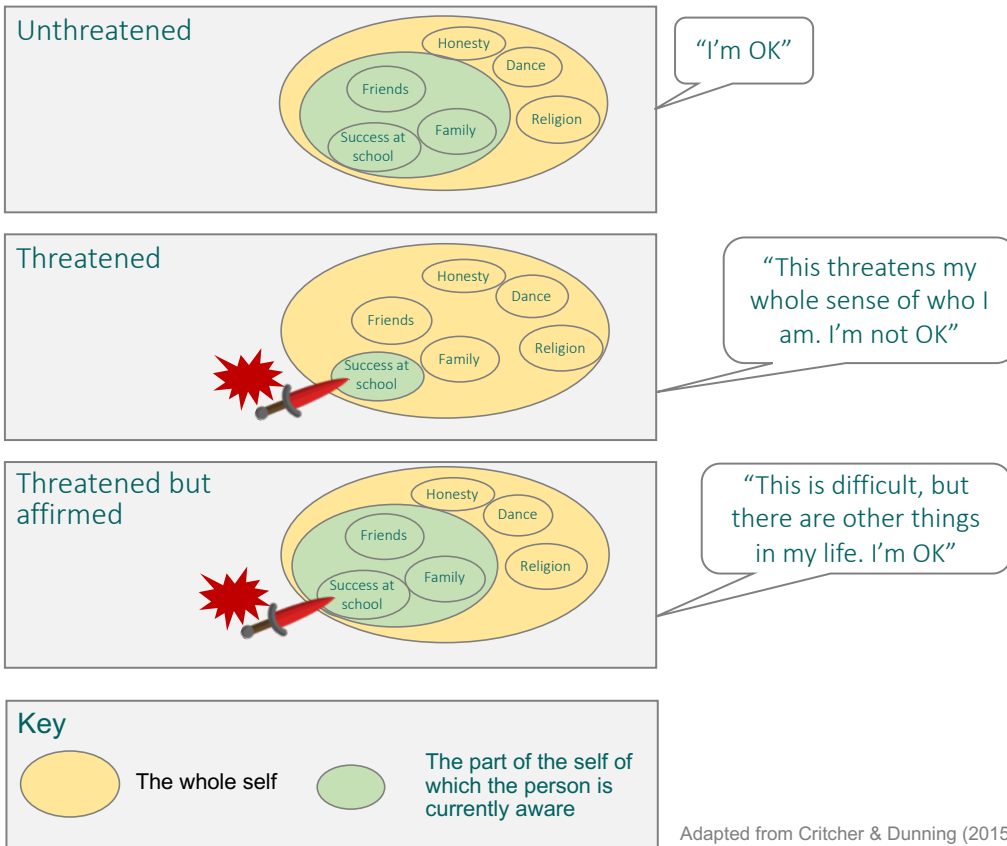 Unthreatened
Honesty
Dance
Friends
Religion
Family
Success at
school
“I’m OK”
Threatened
Honesty
Dance
Friends
Religion
Family
Success at
school
“This threatens my
whole sense of who I
am. I’m not OK”
Threatened but
affirmed
Honesty
Dance
Friends
Religion
Family
Success at
school
“This is difficult, but
there are other things
in my life. I’m OK”
Key
The whole self
The part of the self of
which the person is
currently aware
Adapted from Critcher & Dunning (2015